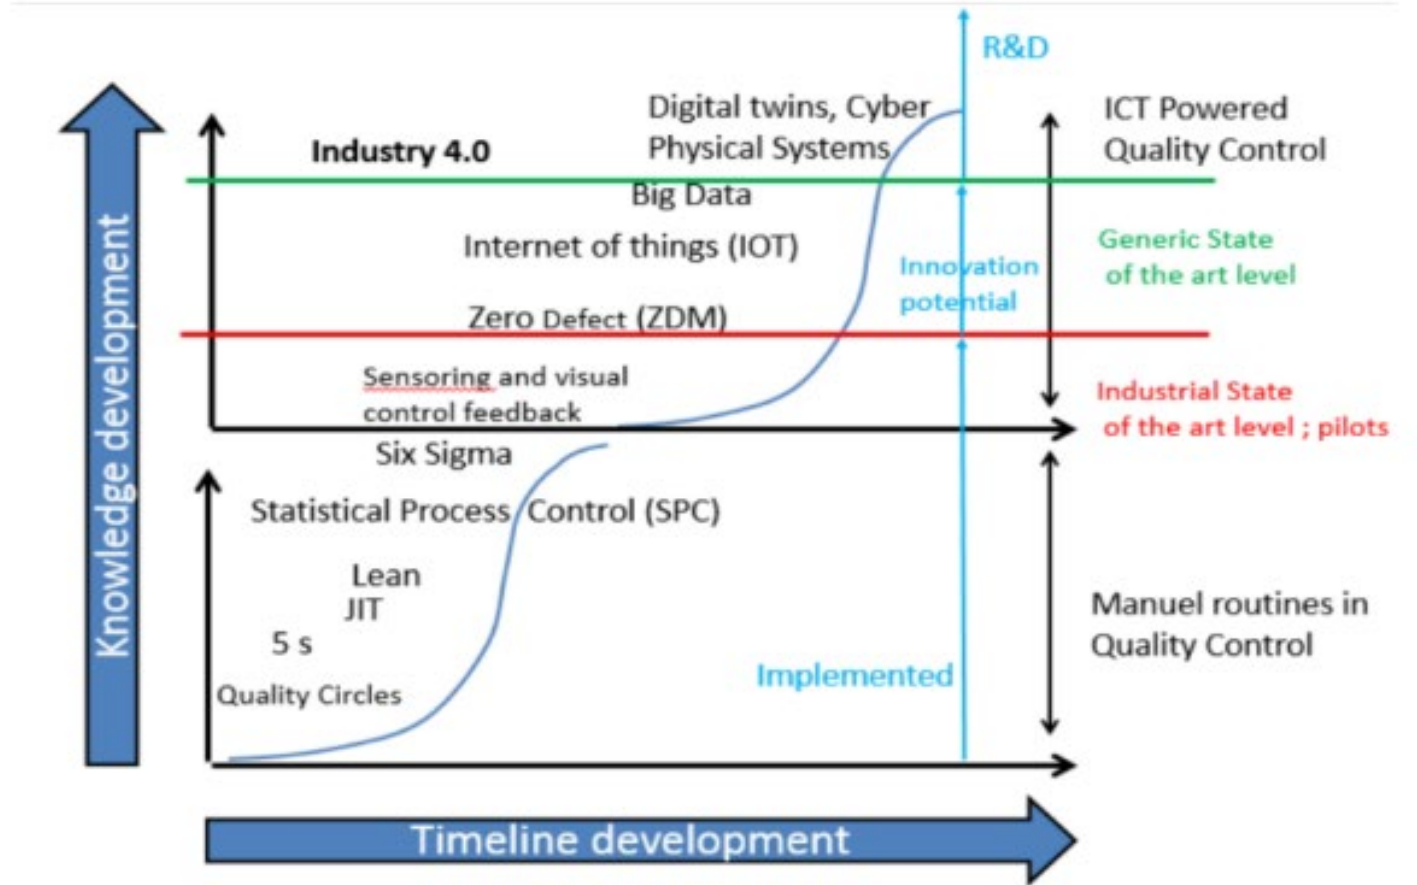 R&D
Digital twins, Cyber
Physical Systems
ICT Powered
Quality Control
Industry 4.0
Big Data
Internet of things (IOT)
Generic State
of the art level
Innovation
potential
Zero Defect (ZDM)
Sensoring and visual
control feedback
Industrial State
of the art level ; pilots
Six Sigma
Statistical Process Control (SPC)
Lean
JIT
5 s
Quality Circles
Manuel routines in
Quality Control
Implemented
Knowledge development
Timeline development